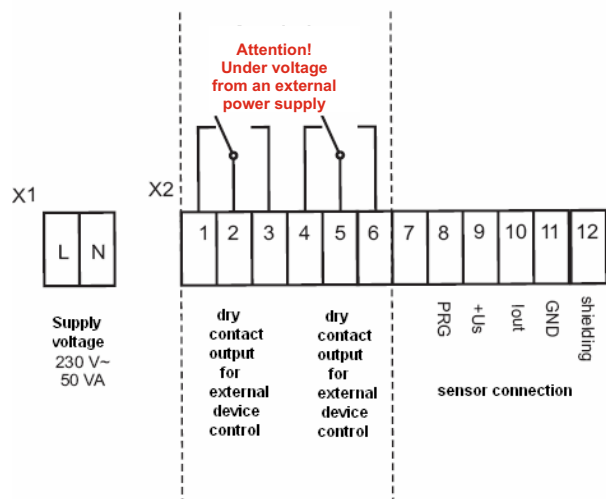 Attention!
Under voltage
from an external
power supply
X1
X2
L N
1 2 3 4 5 6 7 8 9 10 11 12
Supply
voltage
230 V~
50 VA
dry
contact
output
for
external
device
control
dry
contact
output
for
external
device
control
PRG
+Us
Iout
GND
shielding
sensor connection